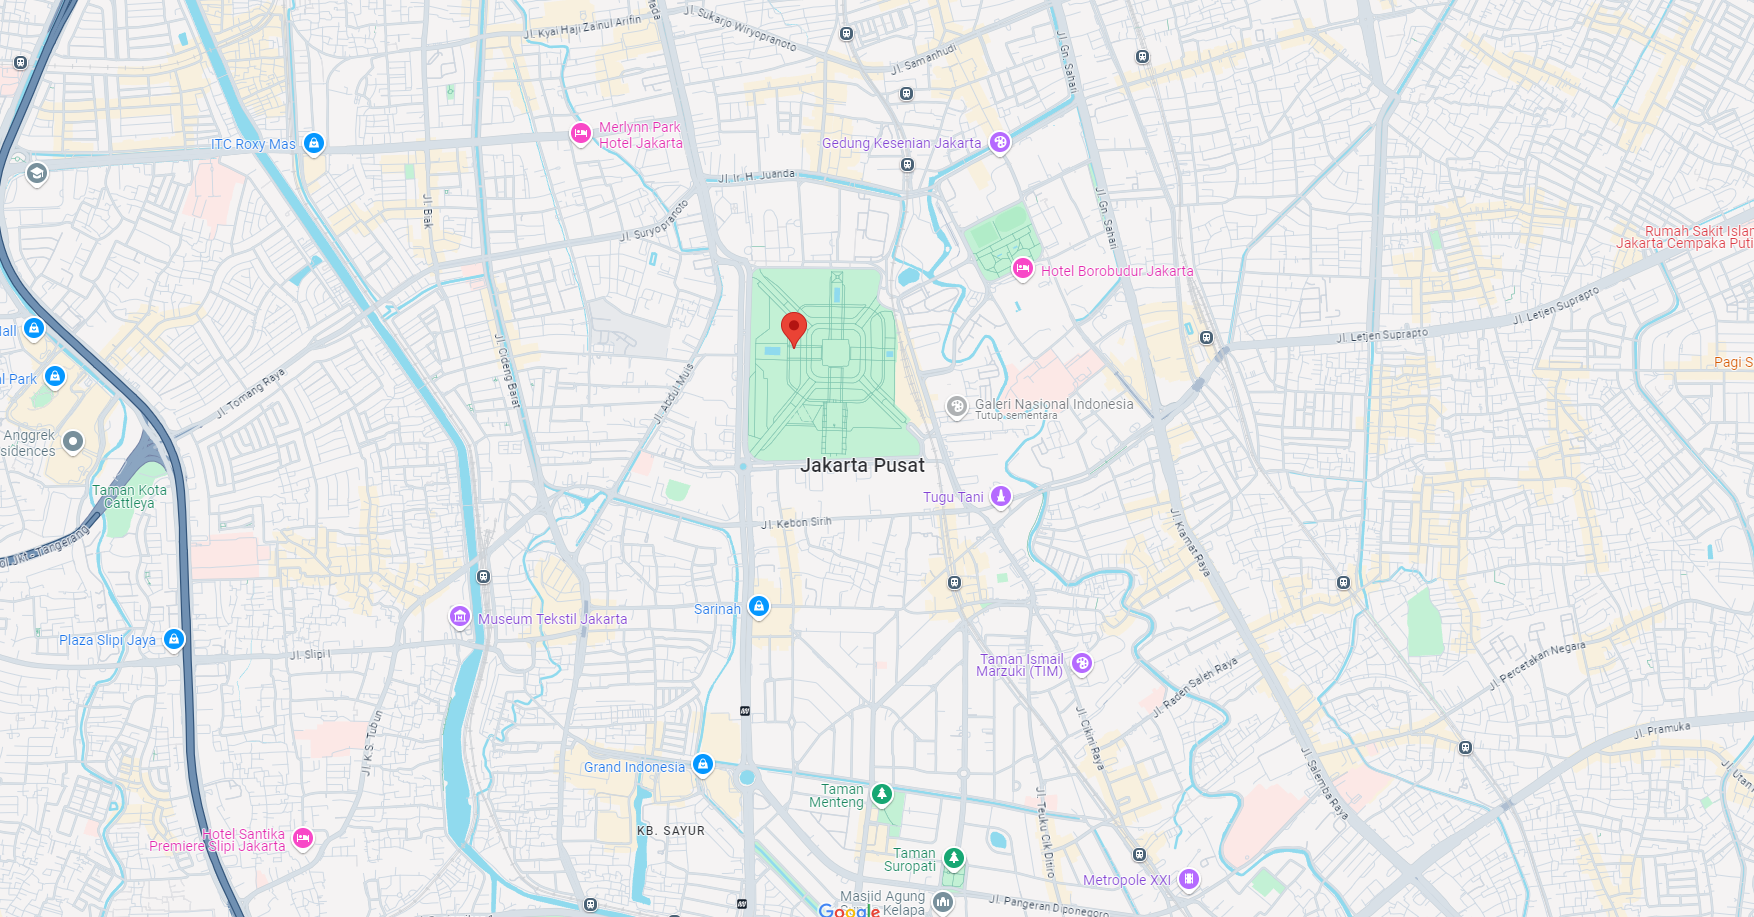 Jl. Kyai Haji Zainul Arifin
Jl. Sukarjo Wiryopranoto
Jl. Samanhudi
Jl. Gn. Sahari
ITC Roxy Mas
Merlynn Park
Hotel Jakarta
Gedung Kesenian Jakarta
Jl. Ir. H. Juanda
Jl. Biak
Jl. Suryopranoto
Jl. Gn. Sahari
Rumah Sakit Islam
Jakarta Cempaka Puti
Hotel Borobudur Jakarta
Jl. Letjen Suprapto
Jl. Letjen Suprapto
Jl. Cideng Barat
Jl. Abdul Muis
Jl. Tomang Raya
Pagi S
Galeri Nasional Indonesia
Tutup sementara
Anggrek
Jakarta Pusat
Taman Kota
Cattleya
Tugu Tani
Jl. Kebon Sirih
Jl. Kramat Raya
Jkt - Tangerang
Sarinah
Museum Tekstil Jakarta
Plaza Slipi Jaya
Jl. Slipi I
Taman Ismail
Marzuki (TIM)
Jl. Raden Saleh Raya
Jl. Percetakan Negara
Jl. K.S. Tubun
Jl. Cikini Raya
Jl. Pramuka
Grand Indonesia
Jl. Salemba Raya
Taman
Menteng
Jl. Teuku Cik Ditiro
KB. SAYUR
Hotel Santika
Premiere Slipi Jakarta
Taman
Suropati
Metropole XXI
Masjid Agung
Kelapa
Jl. Pangeran Diponegoro
Google